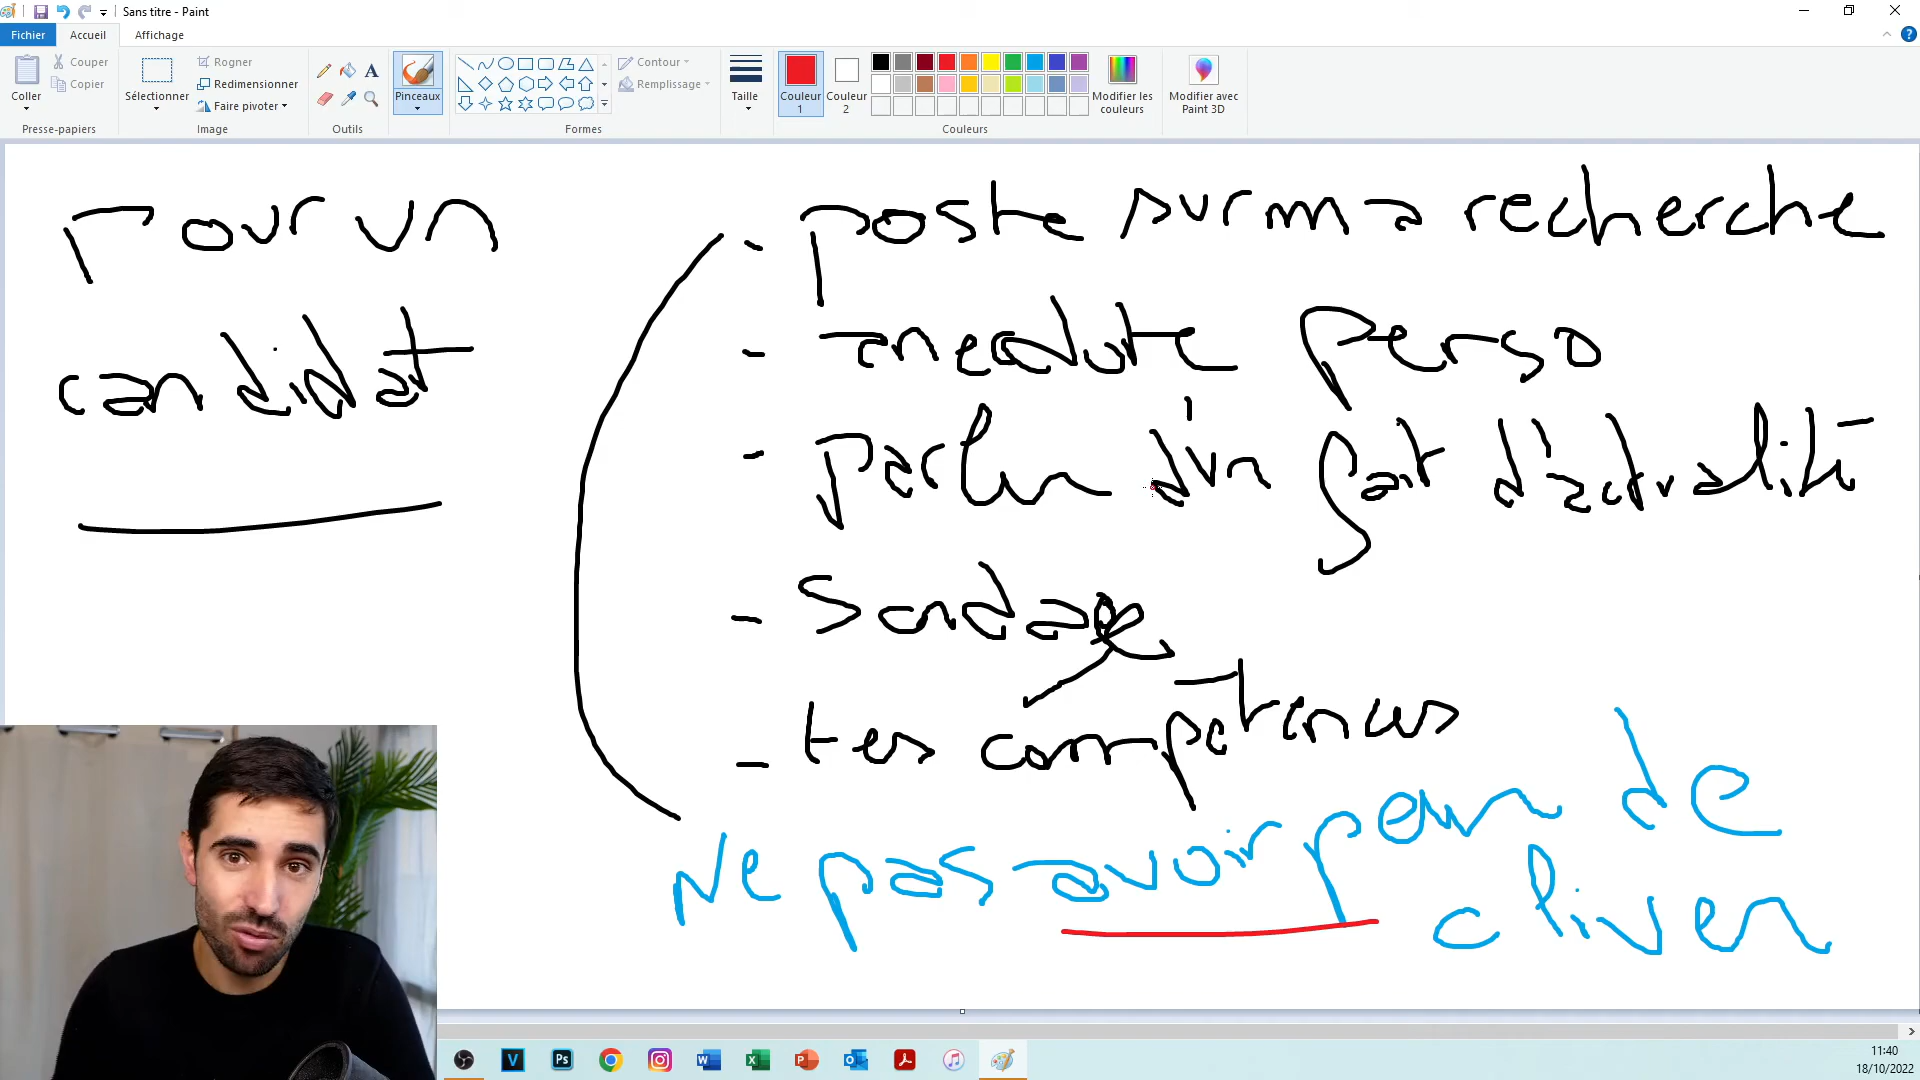 Sans titre - Paint
Fichier
Accueil
Affichage
Coller
Couper
Copier
Presse-papiers
Sélectionner
Rogner
Redimensionner
Faire pivoter
Image
A
Outils
Pinceaux
Formes
Contour
Remplissage
Taille
Couleur 1
Couleur 2
Couleurs
Modifier les couleurs
Modifier avec Paint 3D
pour un
candidat
- poste sur ma recherche
- anecdote perso
- parler d'un fait d'actualité
- Sondage
- tes compétences
Ne pas avoir peur de
cliver
11:40
18/10/2022